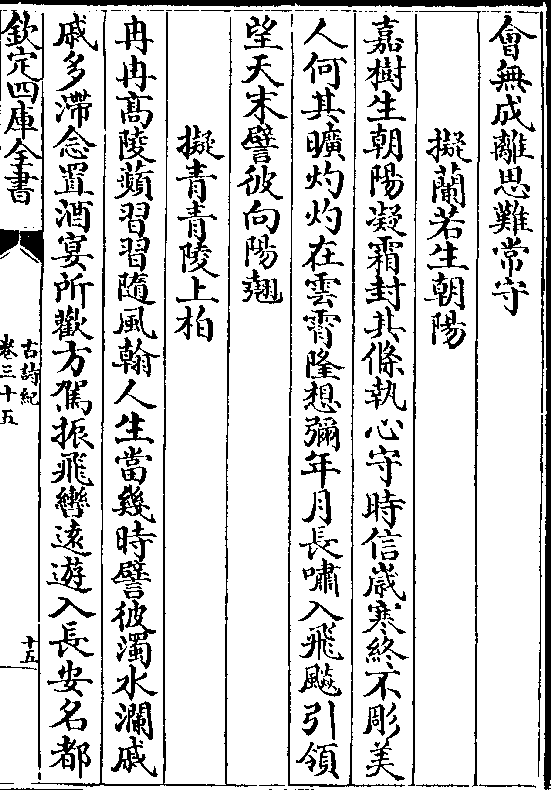 會無成離思難常守
擬蘭若生朝陽
嘉樹生朝陽凝霜封其條執心守時信歳寒終不彫美
人何其曠灼灼在雲霄隆想彌年月長嘯入飛飈引領
望天末譬彼向陽翹
擬青青陵上柏
冉冉髙陵蘋習習隨風翰人生當幾時譬彼濁水瀾戚
戚多滯念置酒宴所歡方駕振飛轡逺遊入長安名都
欽定四庫全書
古詩紀
卷三十五
十五